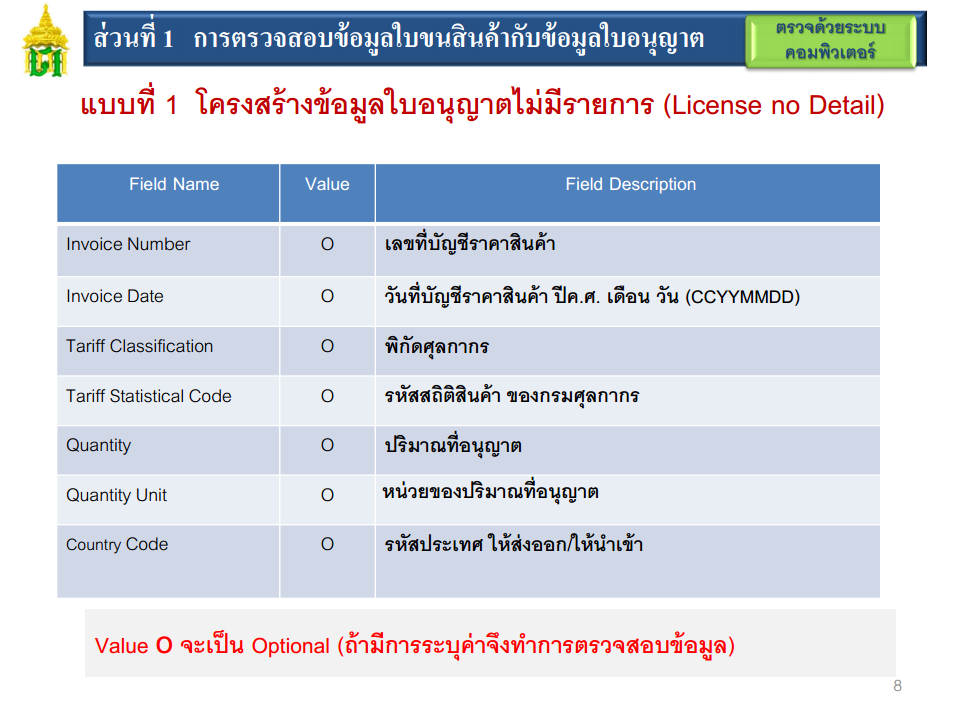 ส่วนที่ 1 การตรวจสอบข้อมูลใบขนสินค้ากับข้อมูลใบอนุญาต
ตรวจด้วยระบบ
คอมพิวเตอร์
แบบที่ 1 โครงสร้างข้อมูลใบอนุญาตไม่มีรายการ (License no Detail)
Field Name Value Field Description
Invoice Number O เลขที่บัญชีราคาสินค้า
Invoice Date O วันที่บัญชีราคาสินค้า ปีค.ศ. เดือน วัน (CCYYMMDD)
Tariff Classification O พิกัดศุลกากร
Tariff Statistical Code O รหัสสถิติสินค้า ของกรมศุลกากร
Quantity O ปริมาณที่อนุญาต
Quantity Unit O หน่วยของปริมาณที่อนุญาต
Country Code O รหัสประเทศ ให้ส่งออก/ให้นำเข้า
Value O จะเป็น Optional (ถ้ามีการระบุค่าจึงทำการตรวจสอบข้อมูล)
8